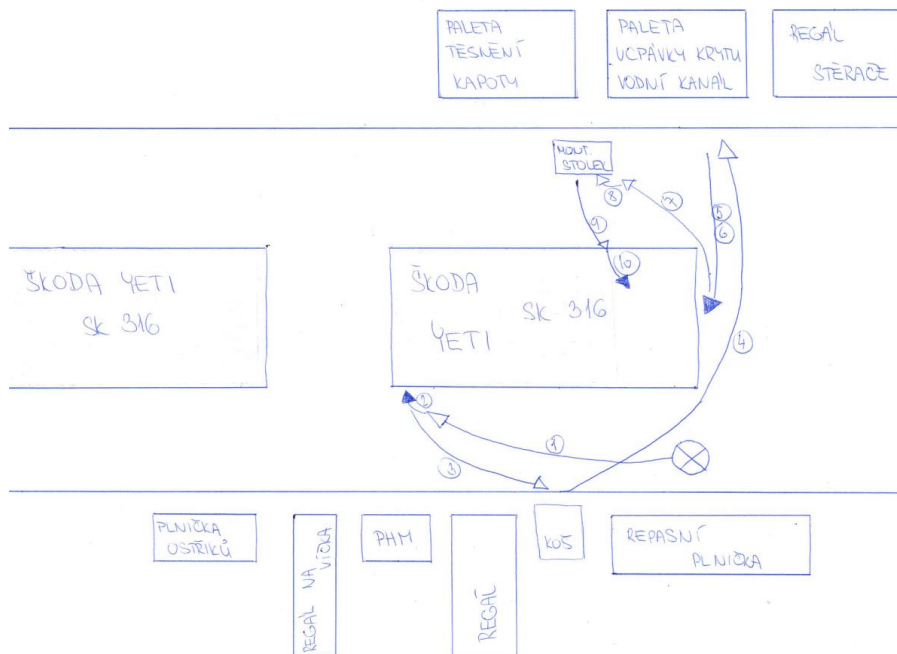 PALETA
TĚSNĚNÍ
KAPOTY
PALETA
UCPÁVKY KRYTU
VODNÍ KANÁL
REGÁL
STĚRAČE
MONT.
STOLEK
8
7
5
6
9
10
ŠKODA YETI
SK 316
ŠKODA
SK 316
YETI
4
2
1
3
PLNIČKA
OSTŘIKŮ
REGÁL NA
VÍČKA
PHM
REGÁL
KOŠ
REPASNÍ
PLNIČKA